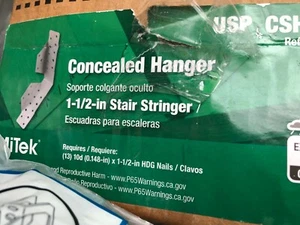 USP CSH
Concealed Hanger
Soporte colgante oculto
1-1/2-in Stair Stringer
Escuadras para escaleras
MiTek
Requires / Requiere:
(13) 10d (0.148-in) x 1-1/2-in HDG Nails / Clavos
Reproductive Harm - www.P65Warnings.ca.gov
Reproductivo - www.P65Warnings.ca.gov